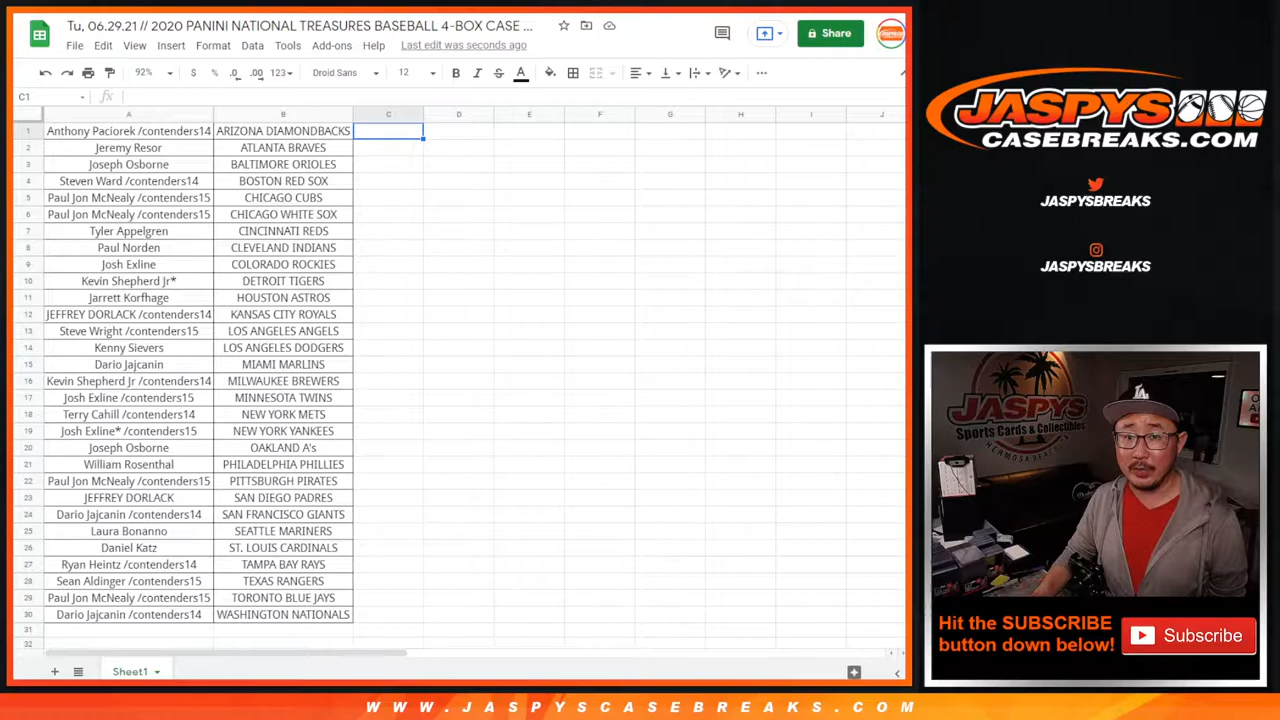 Tu, 06.29.21 // 2020 PANINI NATIONAL TREASURES BASEBALL 4-BOX CASE ...
File Edit View Insert Format Data Tools Add-ons Help Last edit was seconds ago
Share
92% $ % .0 .00 123 Droid Sans 12 B I S A
C1 fx
A B C D E F G H I J
1 Anthony Paciorek /contenders14 ARIZONA DIAMONDBACKS
2 Jeremy Resor ATLANTA BRAVES
3 Joseph Osborne BALTIMORE ORIOLES
4 Steven Ward /contenders14 BOSTON RED SOX
5 Paul Jon McNealy /contenders15 CHICAGO CUBS
6 Paul Jon McNealy /contenders15 CHICAGO WHITE SOX
7 Tyler Appelgren CINCINNATI REDS
8 Paul Norden CLEVELAND INDIANS
9 Josh Exline COLORADO ROCKIES
10 Kevin Shepherd Jr* DETROIT TIGERS
11 Jarrett Korfhage HOUSTON ASTROS
12 JEFFREY DORLACK /contenders14 KANSAS CITY ROYALS
13 Steve Wright /contenders15 LOS ANGELES ANGELS
14 Kenny Sievers LOS ANGELES DODGERS
15 Dario Jajcanin MIAMI MARLINS
16 Kevin Shepherd Jr /contenders14 MILWAUKEE BREWERS
17 Josh Exline /contenders15 MINNESOTA TWINS
18 Terry Cahill /contenders14 NEW YORK METS
19 Josh Exline* /contenders15 NEW YORK YANKEES
20 Joseph Osborne OAKLAND A's
21 William Rosenthal PHILADELPHIA PHILLIES
22 Paul Jon McNealy /contenders15 PITTSBURGH PIRATES
23 JEFFREY DORLACK SAN DIEGO PADRES
24 Dario Jajcanin /contenders14 SAN FRANCISCO GIANTS
25 Laura Bonanno SEATTLE MARINERS
26 Daniel Katz ST. LOUIS CARDINALS
27 Ryan Heintz /contenders14 TAMPA BAY RAYS
28 Sean Aldinger /contenders15 TEXAS RANGERS
29 Paul Jon McNealy /contenders15 TORONTO BLUE JAYS
30 Dario Jajcanin /contenders14 WASHINGTON NATIONALS
31
32
Sheet1
JASPYS
CASEBREAKS.COM
JASPYSBREAKS
JASPYSBREAKS
JASPYS
Sports Cards & Collectibles
HERMOSA BEACH
LA
Hit the SUBSCRIBE
button down below!
Subscribe
WWW.JASPYSCASEBREAKS.COM